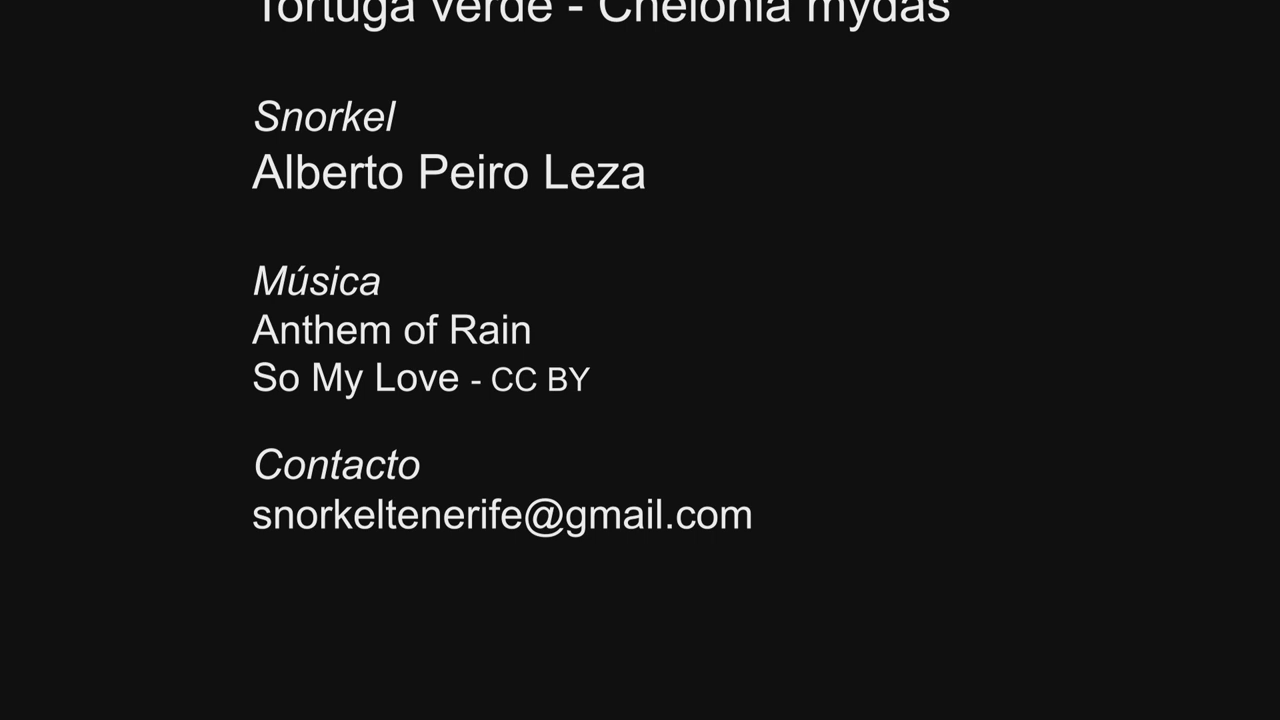 Tortuga verde - Chelonia mydas
Snorkel
Alberto Peiro Leza
Música
Anthem of Rain
So My Love - CC BY
Contacto
snorkeltenerife@gmail.com